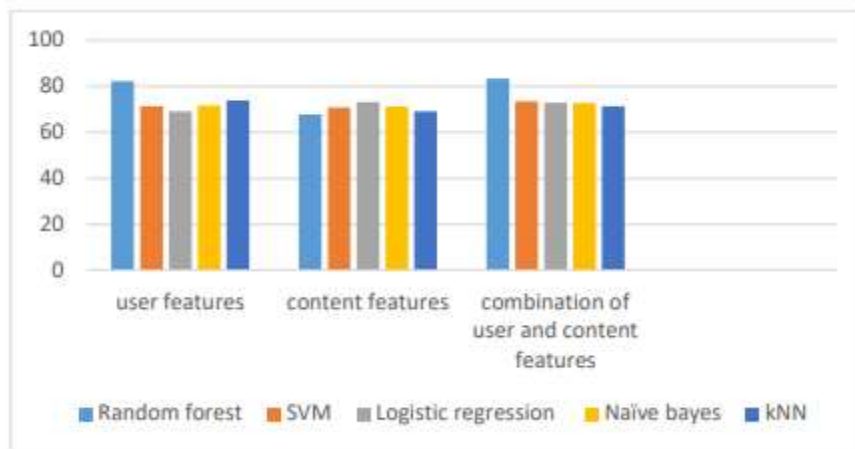 100
80
60
40
20
0
user features
content features
combination of
user and content
features
Random forest SVM Logistic regression Naïve bayes kNN